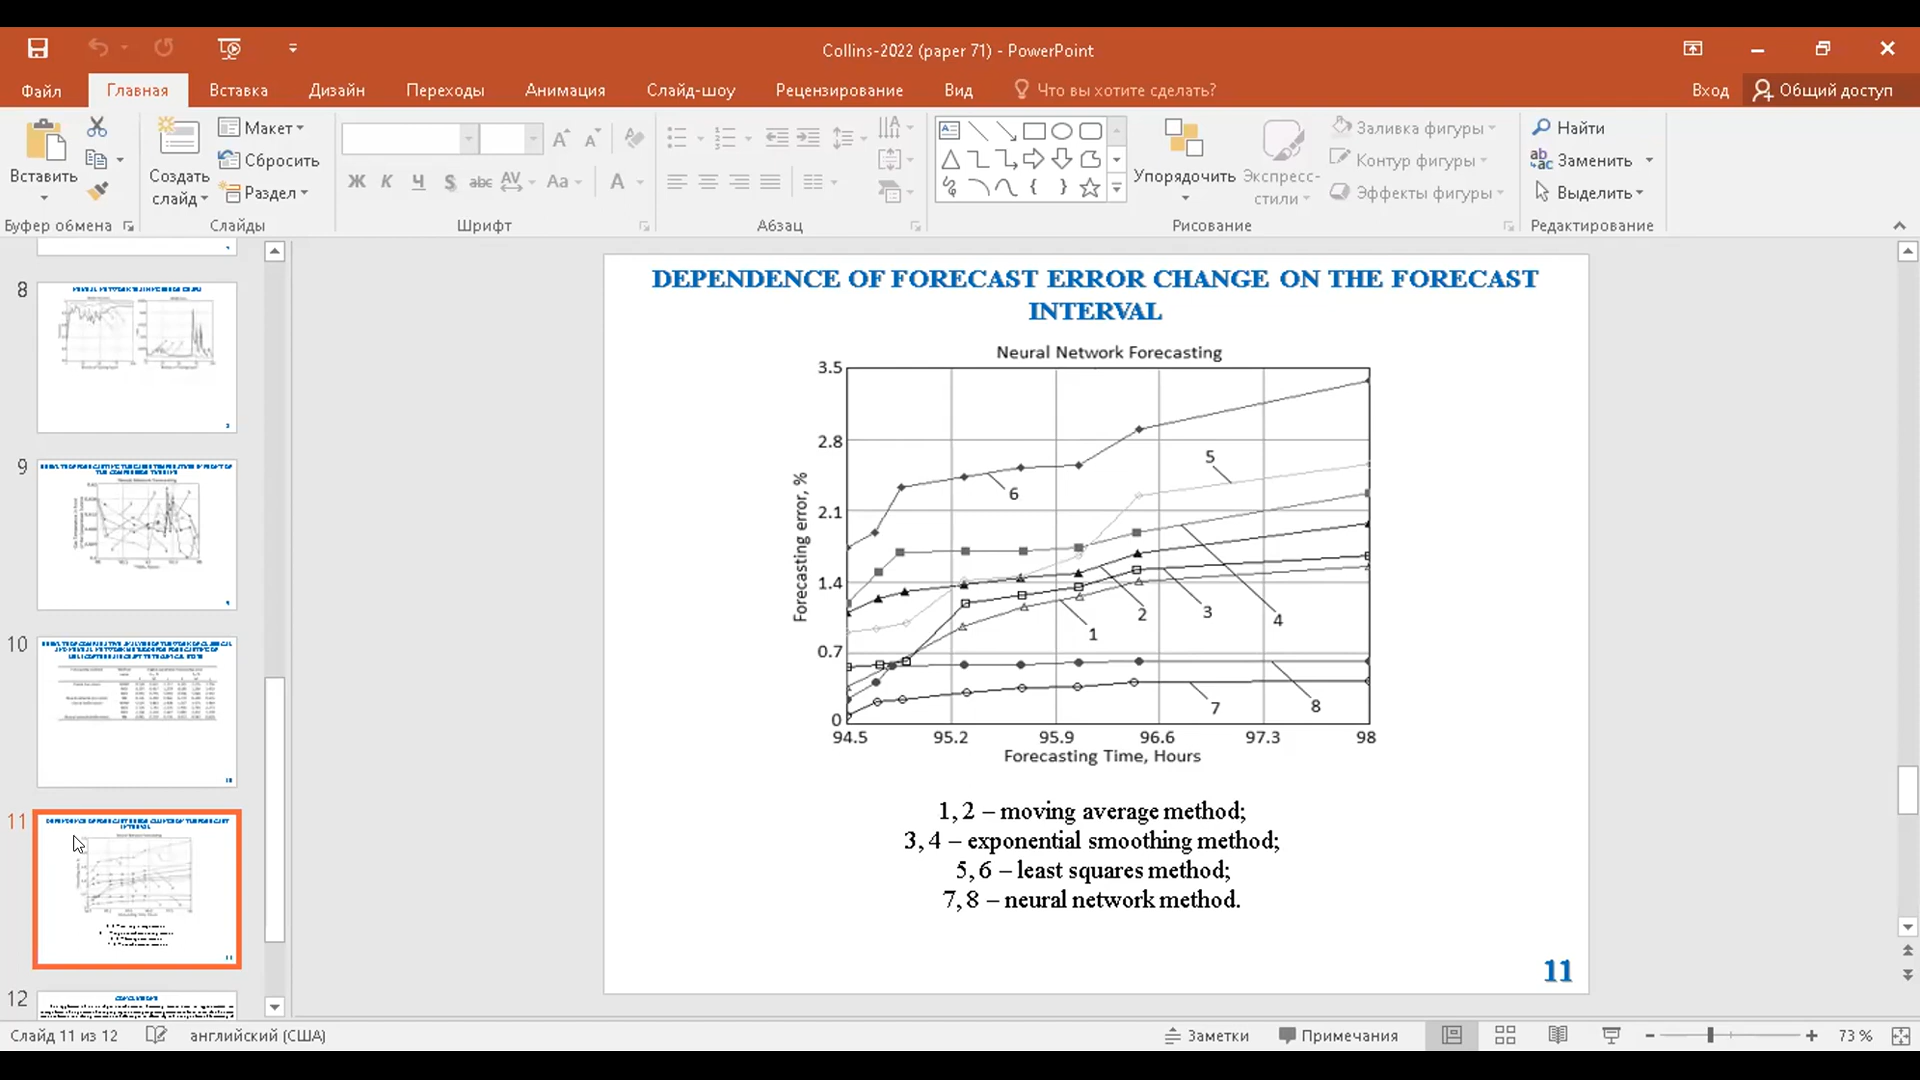 Collins-2022 (paper 71) - PowerPoint
Файл
Главная
Вставка
Дизайн
Переходы
Анимация
Слайд-шоу
Рецензирование
Вид
Что вы хотите сделать?
Вход
Общий доступ
Вставить
Создать слайд
Макет
Сбросить
Раздел
Ж К Ч S abc AV Aa A
Упорядочить
Экспресс-стили
Заливка фигуры
Контур фигуры
Эффекты фигуры
Найти
Заменить
Выделить
Буфер обмена
Слайды
Шрифт
Абзац
Рисование
Редактирование
8
9
10
11
12
DEPENDENCE OF FORECAST ERROR CHANGE ON THE FORECAST
INTERVAL
Neural Network Forecasting
3.5
2.8
2.1
1.4
0.7
0
Forecasting error, %
6
5
1
2
3
4
7
8
94.5 95.2 95.9 96.6 97.3 98
Forecasting Time, Hours
1, 2 – moving average method;
3, 4 – exponential smoothing method;
5, 6 – least squares method;
7, 8 – neural network method.
11
Слайд 11 из 12
английский (США)
Заметки
Примечания
73 %